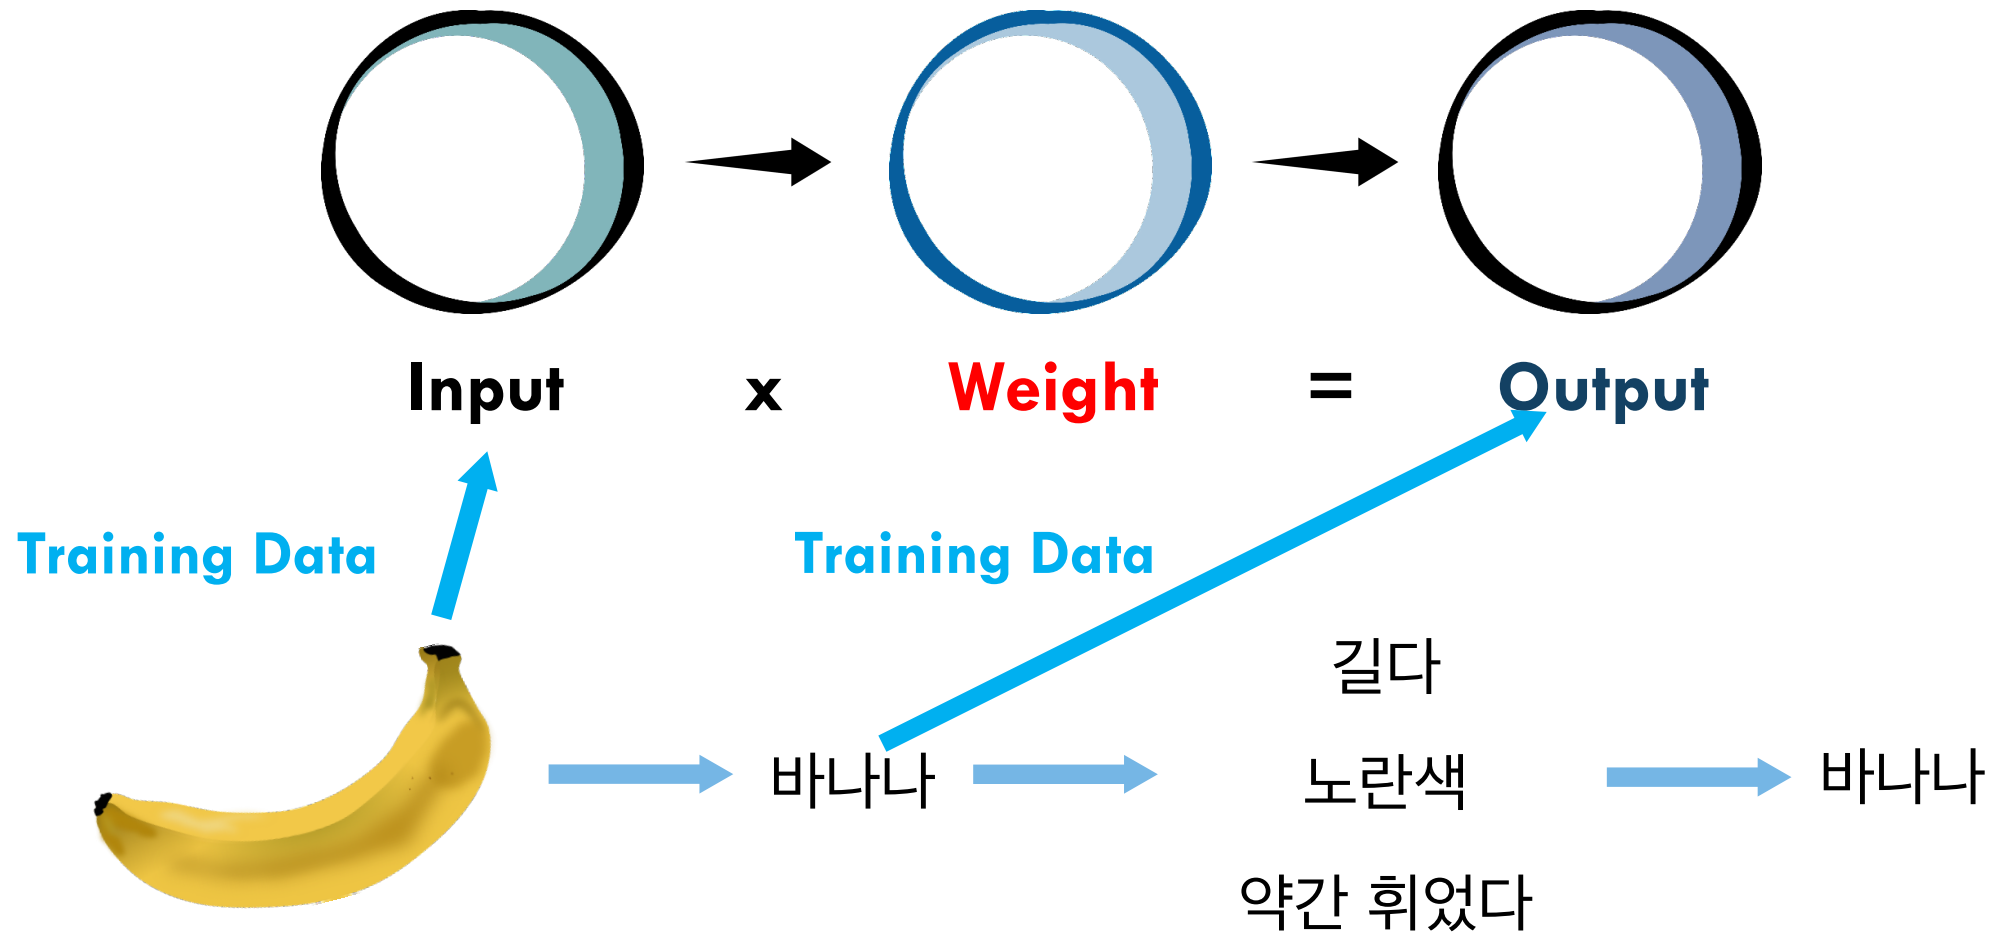 Input x Weight = Output
Training Data
Training Data
바나나
길다
노란색
약간 휘었다
바나나